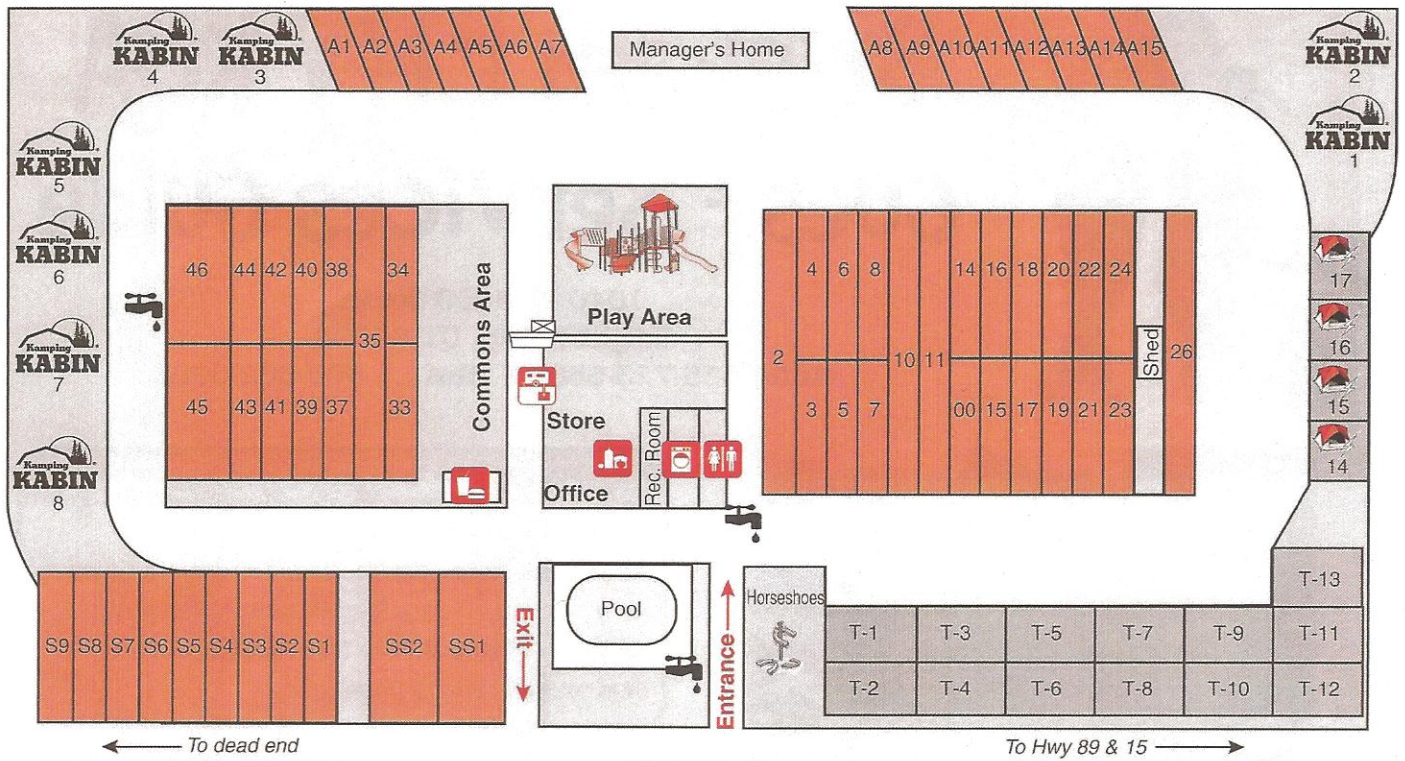 Kamping KABIN 4
Kamping KABIN 3
A1 A2 A3 A4 A5 A6 A7
Manager's Home
A8 A9 A10 A11 A12 A13 A14 A15
Kamping KABIN 2
Kamping KABIN 1
Kamping KABIN 5
Kamping KABIN 6
Kamping KABIN 7
Kamping KABIN 8
46 44 42 40 38 34
35
45 43 41 39 37 33
Commons Area
Play Area
Store
Office
Rec. Room
4 6 8 14 16 18 20 22 24
2 10 11 26
Shed
3 5 7 00 15 17 19 21 23
17
16
15
14
S9 S8 S7 S6 S5 S4 S3 S2 S1 SS2 SS1
Exit
Pool
Entrance
Horseshoes
T-13
T-1 T-3 T-5 T-7 T-9 T-11
T-2 T-4 T-6 T-8 T-10 T-12
To dead end
To Hwy 89 & 15